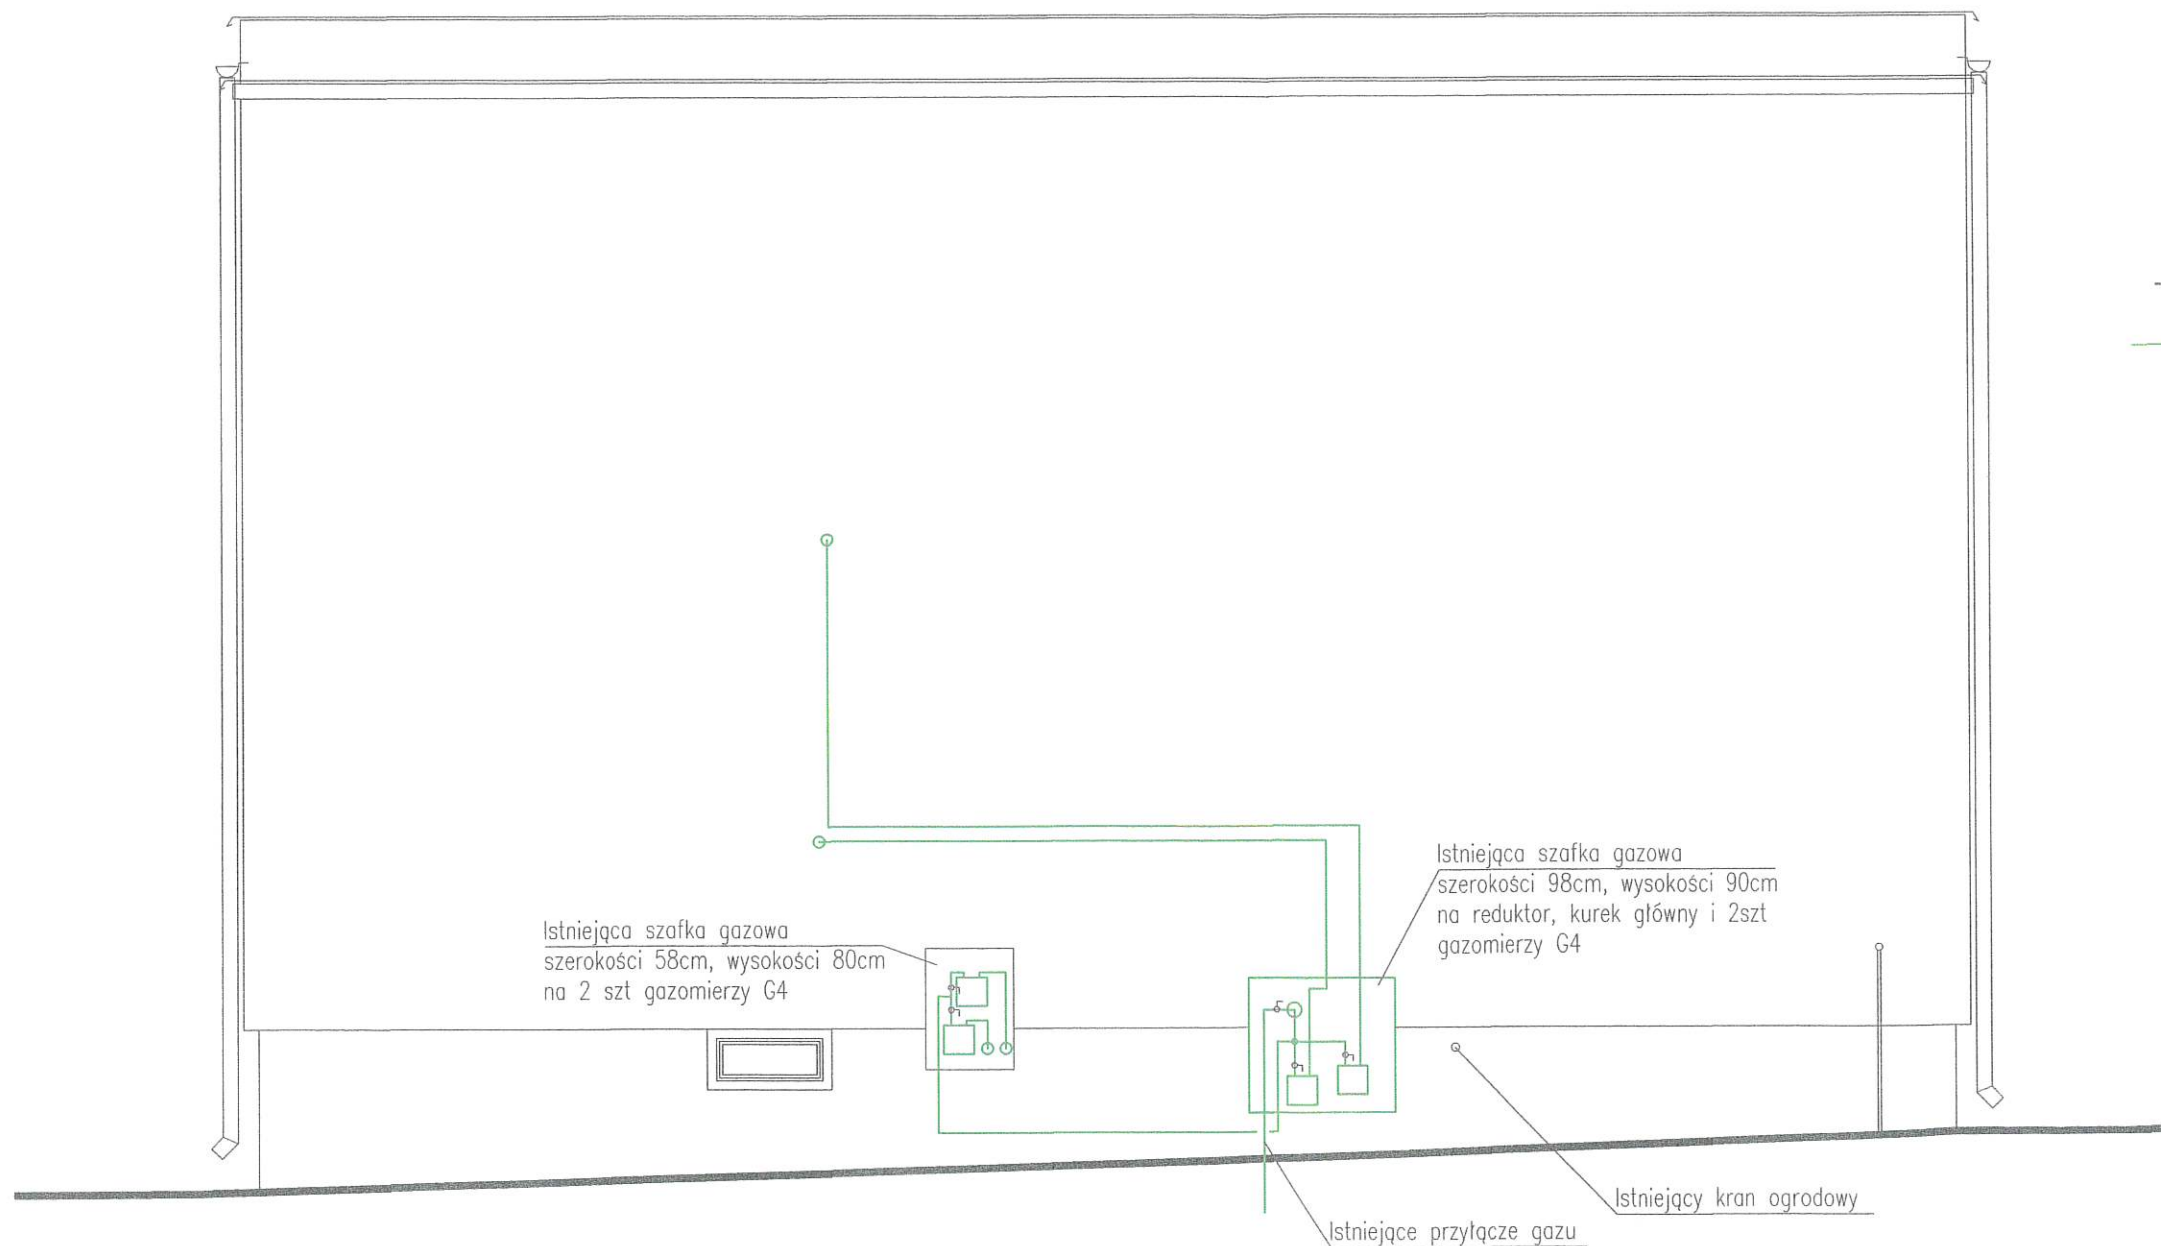 Istniejąca szafka gazowa
szerokości 98cm, wysokości 90cm
na reduktor, kurek główny i 2szt
gazomierzy G4
Istniejąca szafka gazowa
szerokości 58cm, wysokości 80cm
na 2 szt gazomierzy G4
Istniejący kran ogrodowy
Istniejące przyłącze gazu